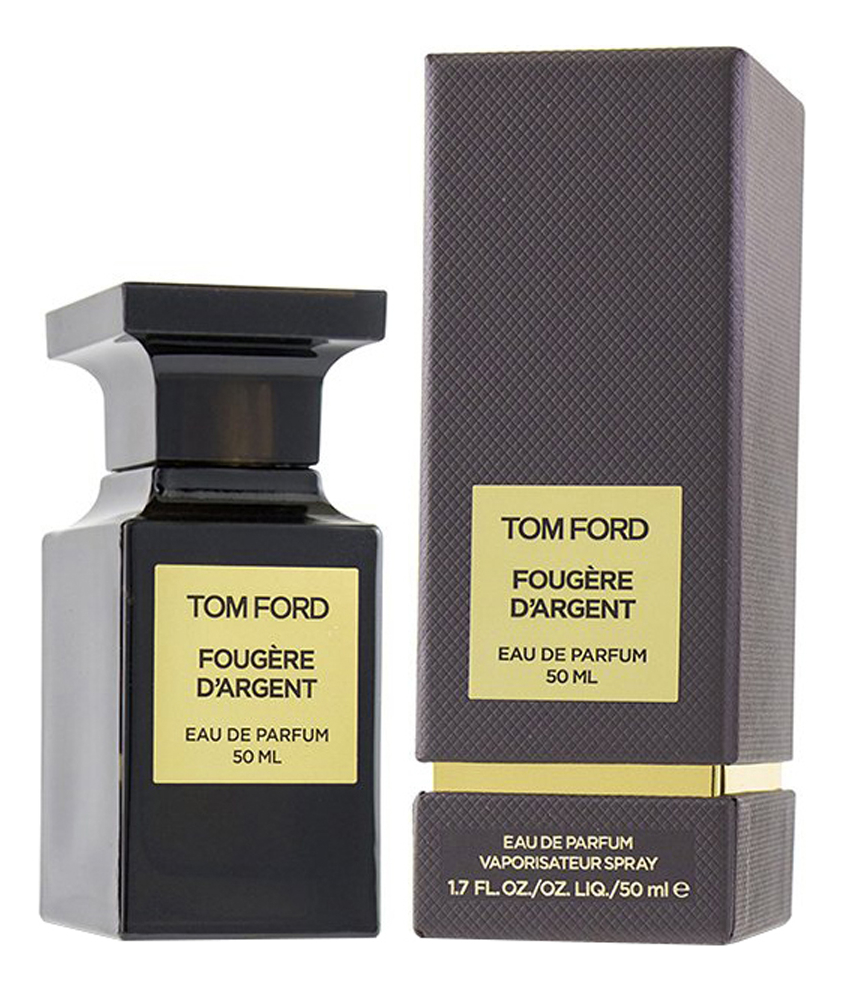 TOM FORD
FOUGÈRE
D'ARGENT
EAU DE PARFUM
50 ML
TOM FORD
FOUGÈRE
D'ARGENT
EAU DE PARFUM
50 ML
EAU DE PARFUM
VAPORISATEUR SPRAY
1.7 FL.OZ./OZ. LIQ./50 ml ℮